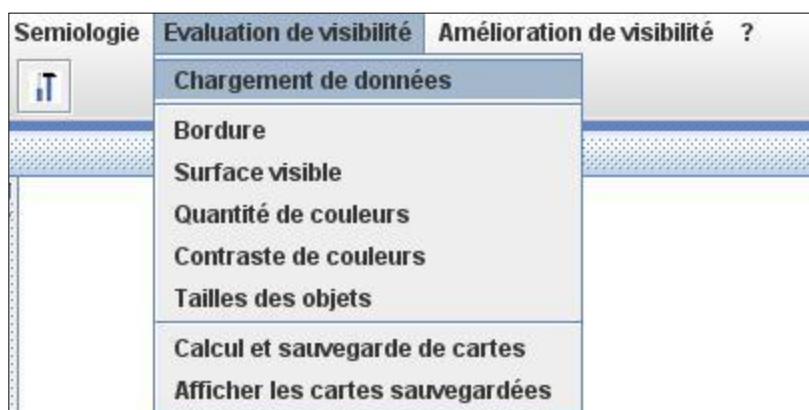 Semiologie Evaluation de visibilité Amélioration de visibilité ?
Chargement de données
Bordure
Surface visible
Quantité de couleurs
Contraste de couleurs
Tailles des objets
Calcul et sauvegarde de cartes
Afficher les cartes sauvegardées